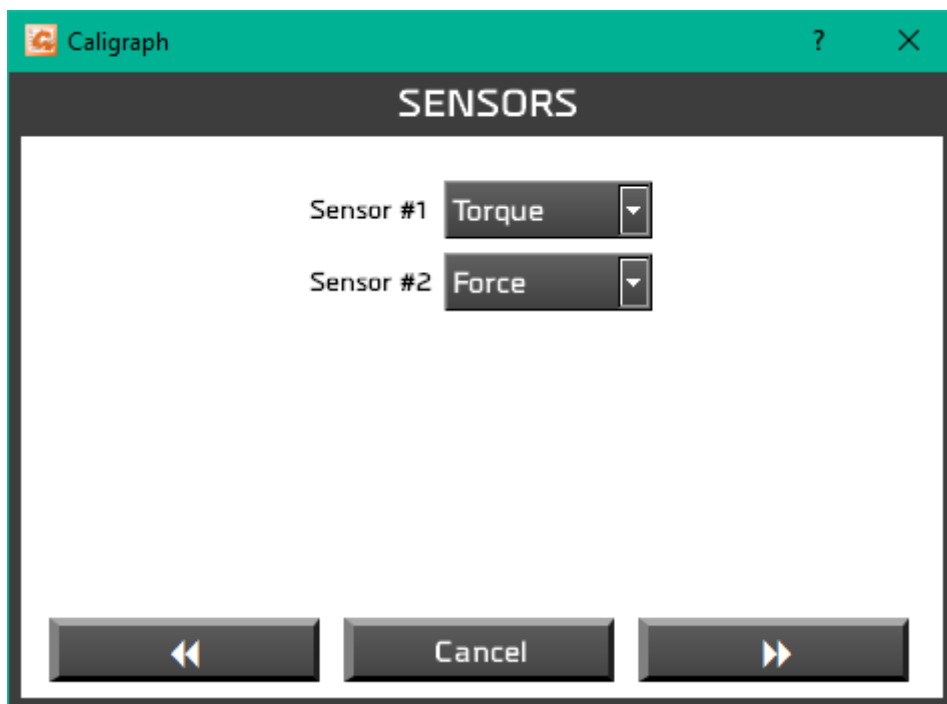 Caligraph ?
SENSORS
Sensor #1 Torque
Sensor #2 Force
Cancel